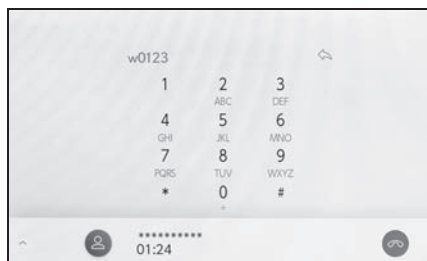 w0123
1 2 3
ABC DEF
4 5 6
GHI JKL MNO
7 8 9
PQRS TUV WXYZ
* 0 #
+
**********
01:24